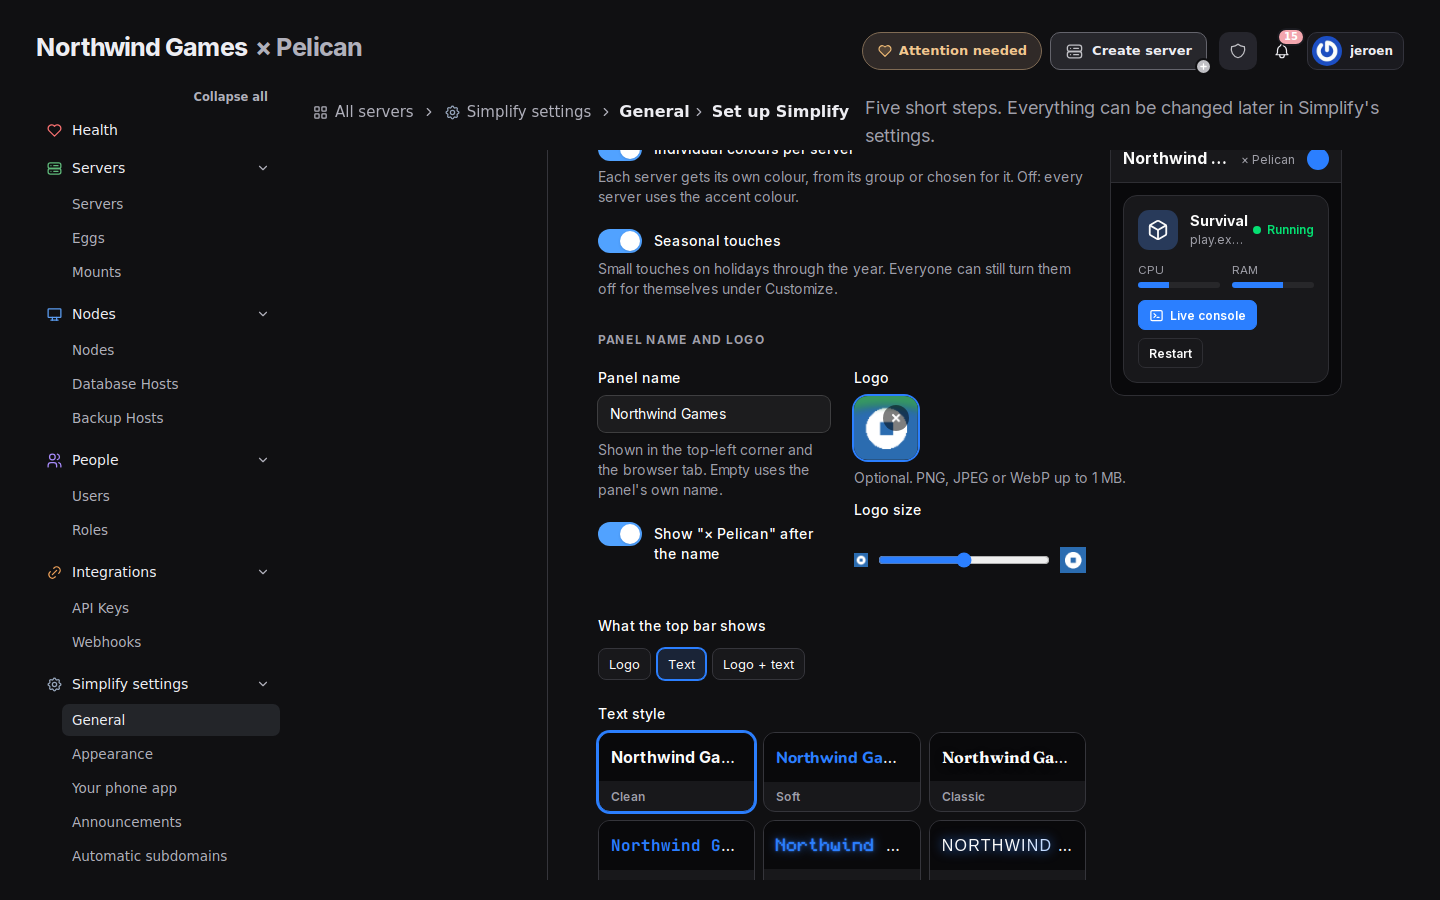 Northwind Games × Pelican
Attention needed
Create server
15
jeroen
Collapse all
All servers
Simplify settings
General
Set up Simplify
Five short steps. Everything can be changed later in Simplify's
settings.
Health
Servers
Servers
Eggs
Mounts
Nodes
Nodes
Database Hosts
Backup Hosts
People
Users
Roles
Integrations
API Keys
Webhooks
Simplify settings
General
Appearance
Your phone app
Announcements
Automatic subdomains
Individual colours per server
Each server gets its own colour, from its group or chosen for it. Off: every
server uses the accent colour.
Seasonal touches
Small touches on holidays through the year. Everyone can still turn them
off for themselves under Customize.
PANEL NAME AND LOGO
Panel name
Northwind Games
Shown in the top-left corner and
the browser tab. Empty uses the
panel's own name.
Show "× Pelican" after
the name
Logo
Optional. PNG, JPEG or WebP up to 1 MB.
Logo size
What the top bar shows
Logo
Text
Logo + text
Text style
Northwind Ga...
Clean
Northwind Ga...
Soft
Northwind Ga...
Classic
Northwind G...
Northwind ...
NORTHWIND ...
Northwind ...
× Pelican
Survival
play.ex...
Running
CPU
RAM
Live console
Restart